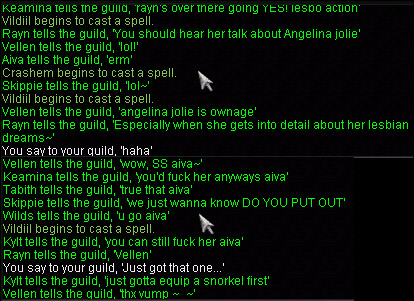 Keamina tells the guild, 'rayn's over there going YES! lesbo action'
Vildiil begins to cast a spell.
Rayn tells the guild, 'You should hear her talk about Angelina jolie'
Vellen tells the guild, 'lol!'
Aiva tells the guild, 'erm'
Crashem begins to cast a spell.
Skippie tells the guild, 'lol~'
Vildiil begins to cast a spell.
Vellen tells the guild, 'angelina jolie is ownage'
Rayn tells the guild, 'Especially when she gets into detail about her lesbian
dreams~'
You say to your guild, 'haha'
Vellen tells the guild, 'wow, SS aiva~'
Keamina tells the guild, 'you'd fuck her anyways aiva'
Tabith tells the guild, 'true that aiva'
Skippie tells the guild, 'we just wanna know DO YOU PUT OUT'
Wilds tells the guild, 'u go aiva'
Vildiil begins to cast a spell.
Kylt tells the guild, 'you can still fuck her aiva'
Rayn tells the guild, 'Vellen'
You say to your guild, 'Just got that one...'
Kylt tells the guild, 'just gotta equip a snorkel first'
Vellen tells the guild, 'thx vump ~_~'